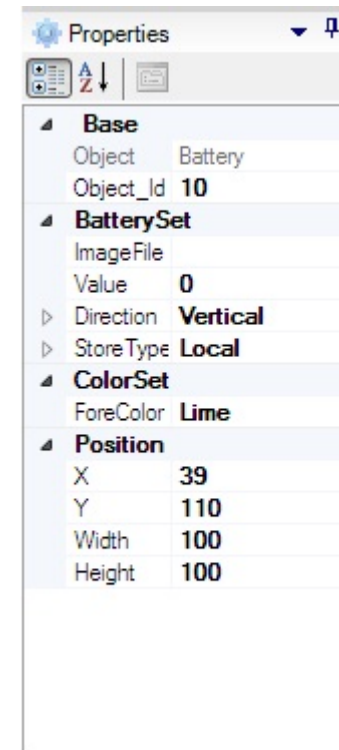 Properties
A
Z
Base
Object Battery
Object_Id 10
BatterySet
ImageFile
Value 0
Direction Vertical
StoreType Local
ColorSet
ForeColor Lime
Position
X 39
Y 110
Width 100
Height 100